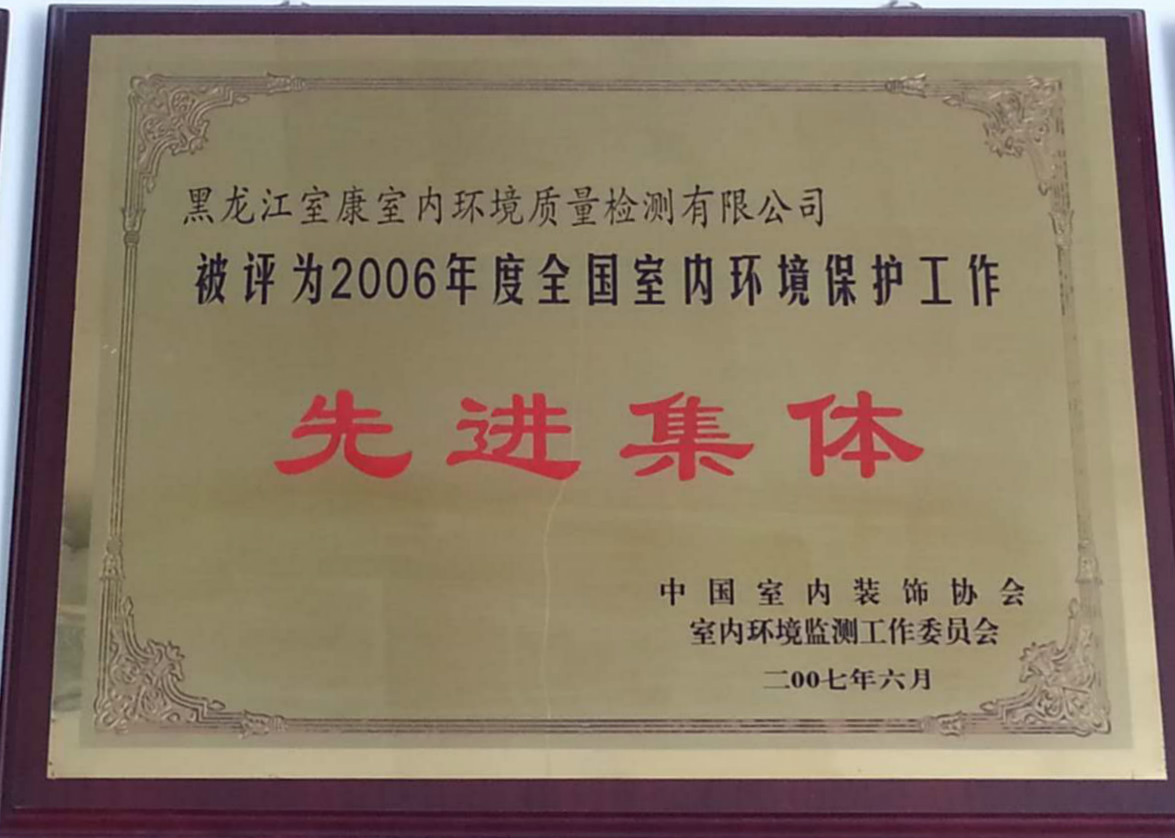 黑龙江室康室内环境质量检测有限公司
被评为2006年度全国室内环境保护工作
先进集体
中国室内装饰协会
室内环境监测工作委员会
二00七年六月